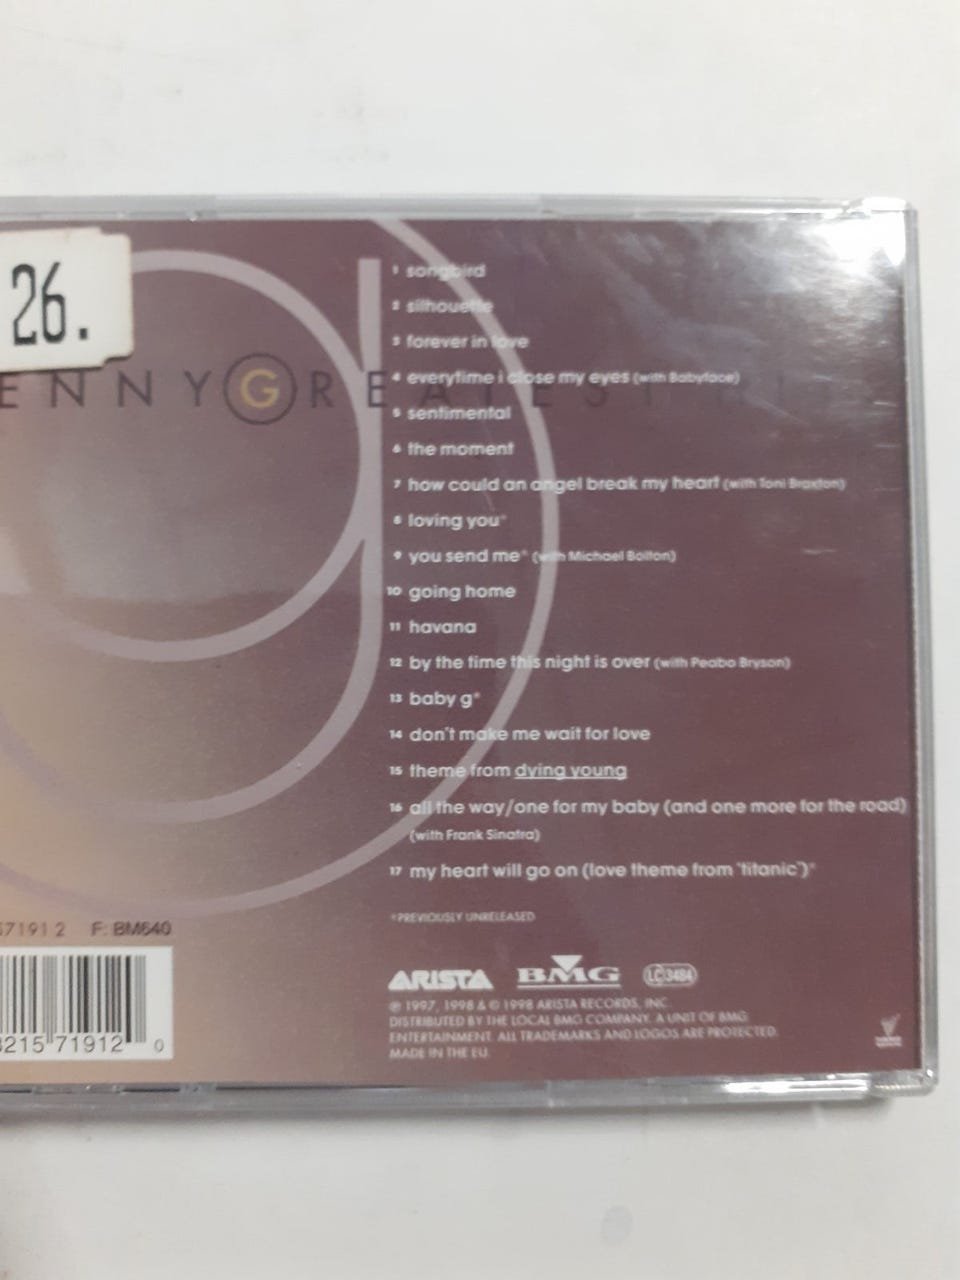 26.
ENNYGREATEST HITS
1 songbird
2 silhouette
3 forever in love
4 everytime i close my eyes (with Babyface)
5 sentimental
6 the moment
7 how could an angel break my heart (with Toni Braxton)
8 loving you*
9 you send me* (with Michael Bolton)
10 going home
11 havana
12 by the time this night is over (with Peabo Bryson)
13 baby g*
14 don't make me wait for love
15 theme from dying young
16 all the way/one for my baby (and one more for the road)
(with Frank Sinatra)
17 my heart will go on (love theme from 'titanic')*
*PREVIOUSLY UNRELEASED
57191 2 F: BM640
8215 71912 0
ARISTA BMG LC 3484
℗ 1997, 1998 & © 1998 ARISTA RECORDS, INC.
DISTRIBUTED BY THE LOCAL BMG COMPANY. A UNIT OF BMG
ENTERTAINMENT. ALL TRADEMARKS AND LOGOS ARE PROTECTED.
MADE IN THE EU.